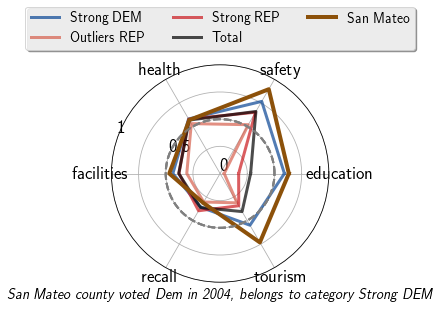 Strong DEM Strong REP San Mateo
Outliers REP Total
health safety
1
0.5
0
facilities education
recall tourism
San Mateo county voted Dem in 2004, belongs to category Strong DEM